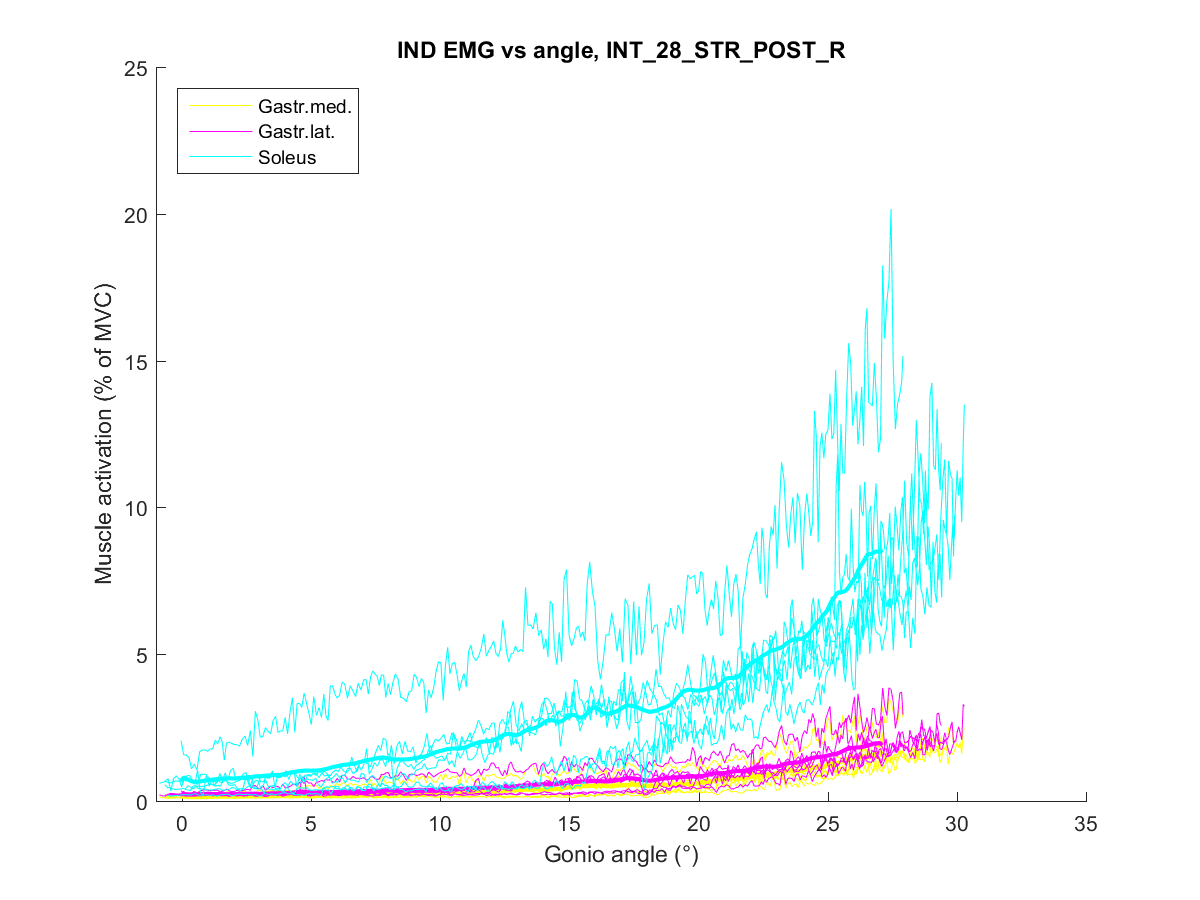 IND EMG vs angle, INT_28_STR_POST_R
25
20
15
10
5
0
Muscle activation (% of MVC)
Gastr.med.
Gastr.lat.
Soleus
0 5 10 15 20 25 30 35
Gonio angle (°)